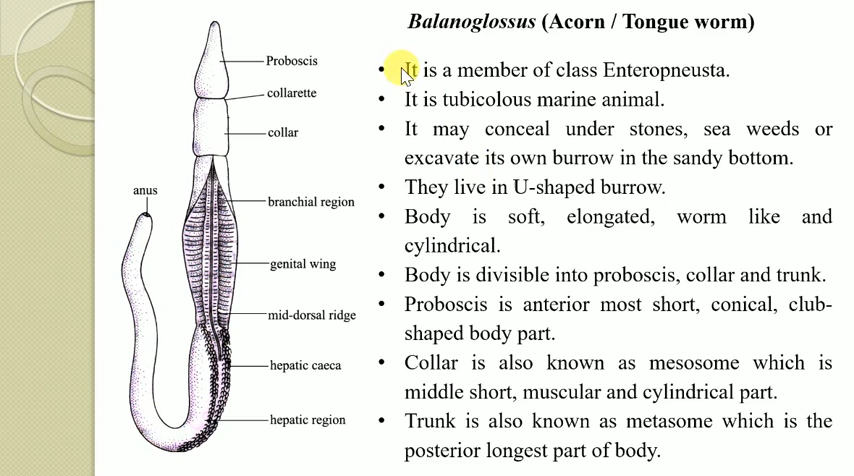 Balanoglossus (Acorn / Tongue worm)
Proboscis
collarette
collar
anus
branchial region
genital wing
mid-dorsal ridge
hepatic caeca
hepatic region
• It is a member of class Enteropneusta.
• It is tubicolous marine animal.
• It may conceal under stones, sea weeds or
excavate its own burrow in the sandy bottom.
• They live in U-shaped burrow.
• Body is soft, elongated, worm like and
cylindrical.
• Body is divisible into proboscis, collar and trunk.
• Proboscis is anterior most short, conical, club-
shaped body part.
• Collar is also known as mesosome which is
middle short, muscular and cylindrical part.
• Trunk is also known as metasome which is the
posterior longest part of body.